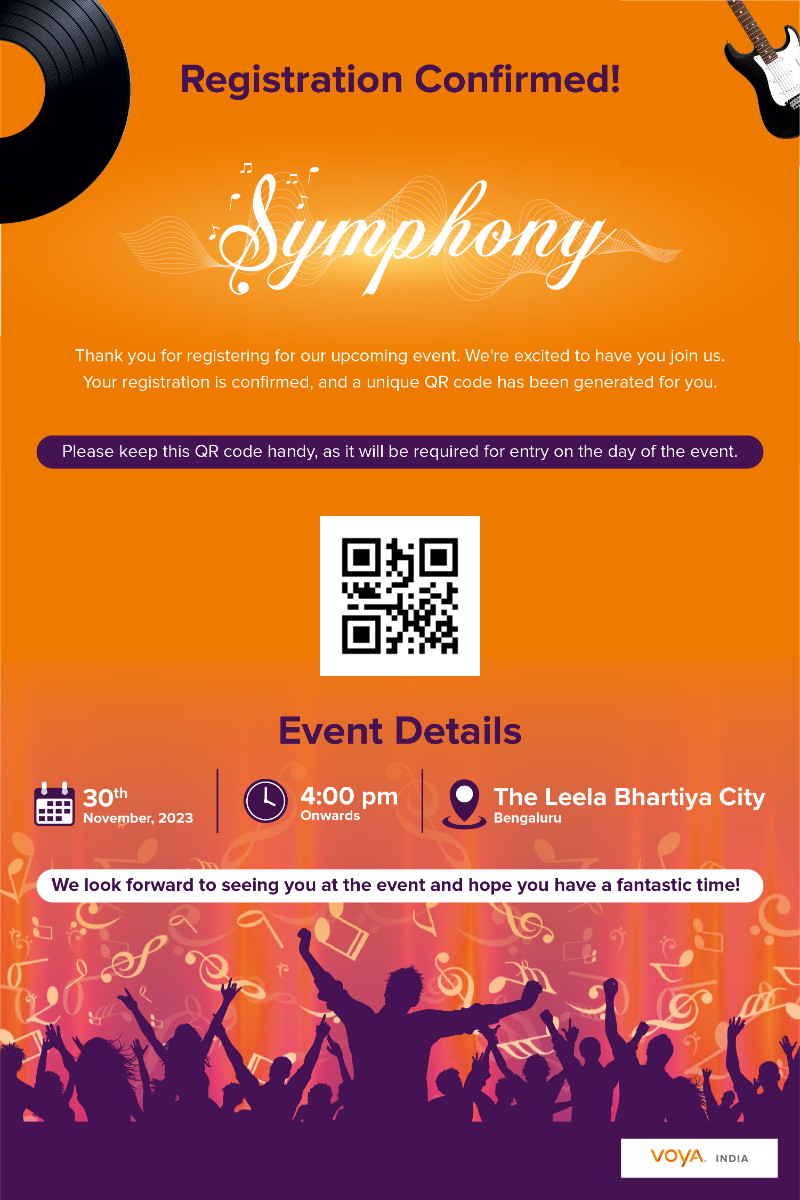 Registration Confirmed!
Symphony
Thank you for registering for our upcoming event. We're excited to have you join us.
Your registration is confirmed, and a unique QR code has been generated for you.
Please keep this QR code handy, as it will be required for entry on the day of the event.
Event Details
30th
November, 2023
4:00 pm
Onwards
The Leela Bhartiya City
Bengaluru
We look forward to seeing you at the event and hope you have a fantastic time!
VOYA. INDIA